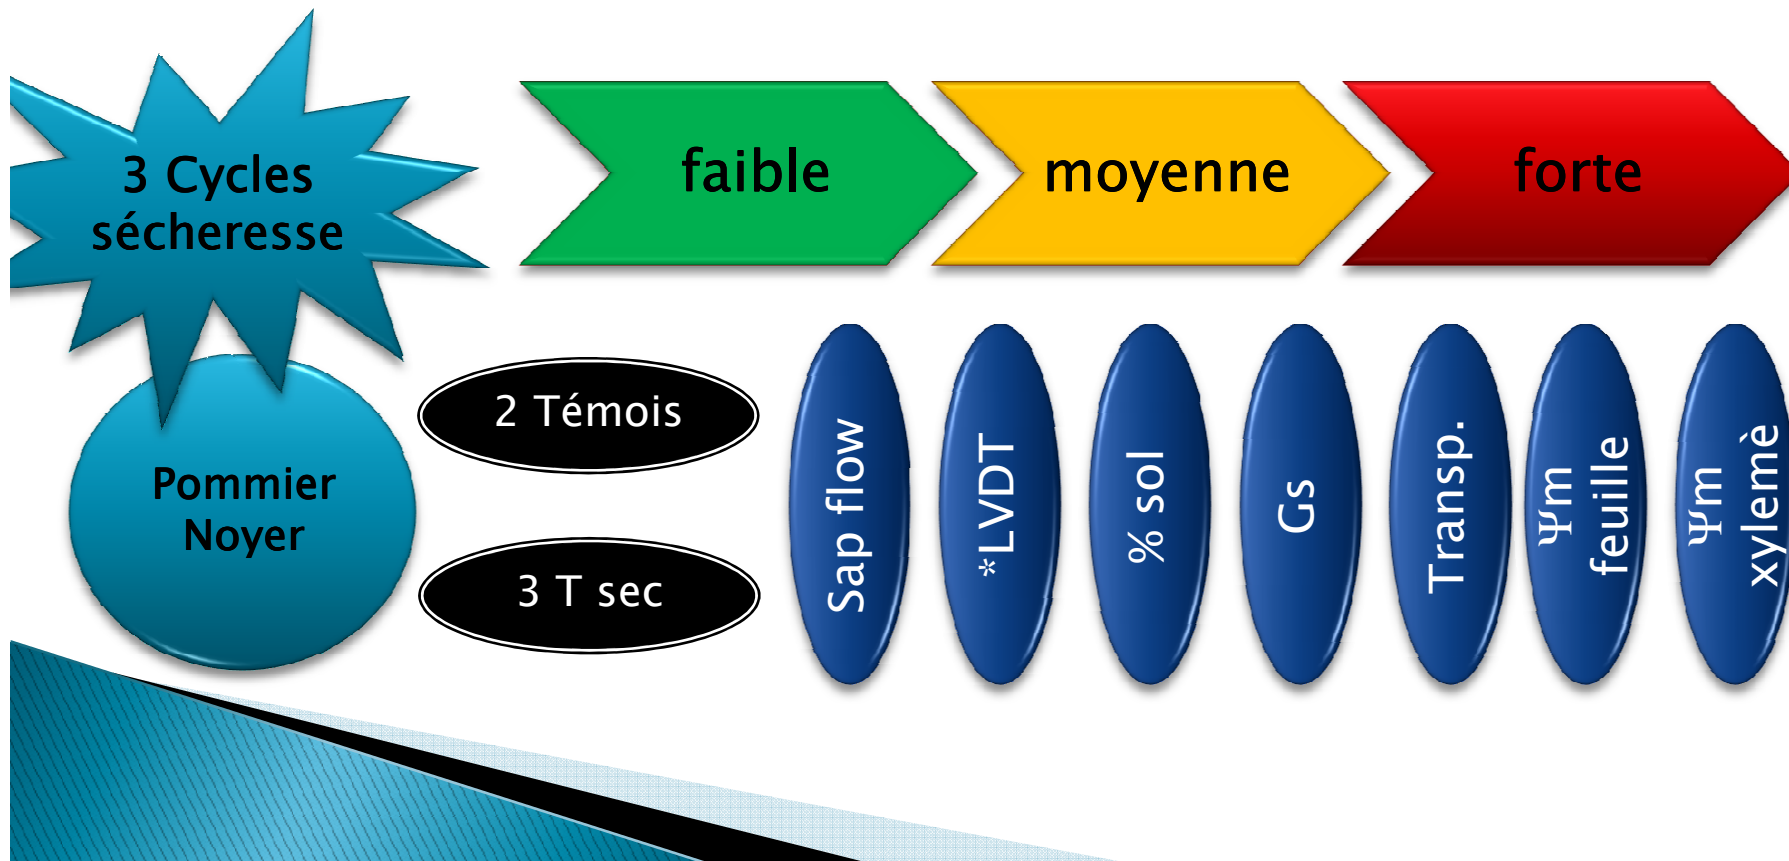 3 Cycles
sécheresse
faible
moyenne
forte
Pommier
Noyer
2 Témois
3 T sec
Sap flow
*LVDT
% sol
Gs
Transp.
Ψm
feuille
Ψm
xylemè